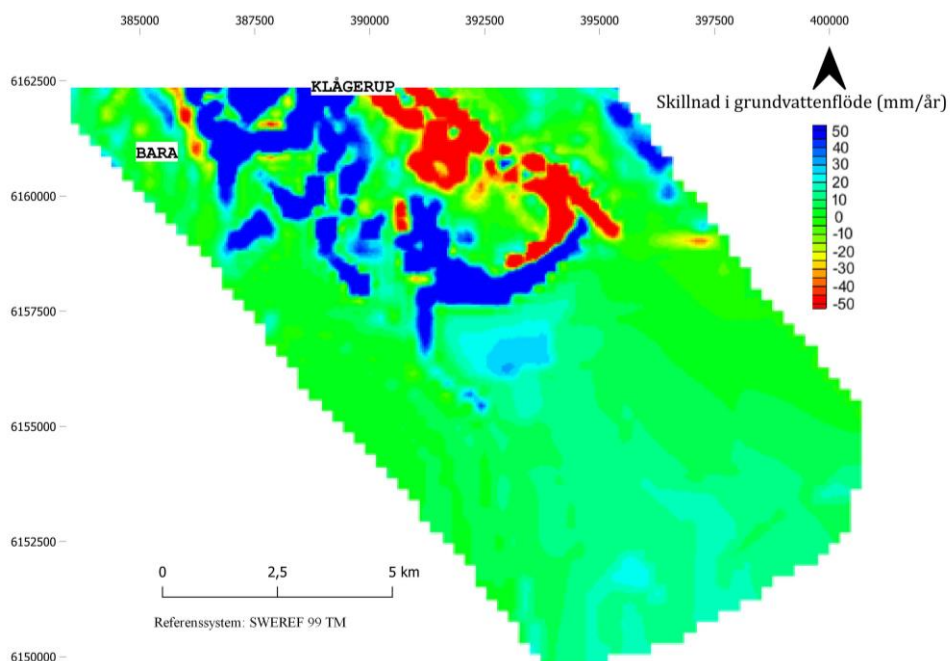 385000 387500 390000 392500 395000 397500 400000
6162500
KLÅGERUP
Skillnad i grundvattenflöde (mm/år)
BARA
50
40
30
20
10
0
-10
-20
-30
-40
-50
6160000
6157500
6155000
6152500
0 2,5 5 km
Referenssystem: SWEREF 99 TM
6150000